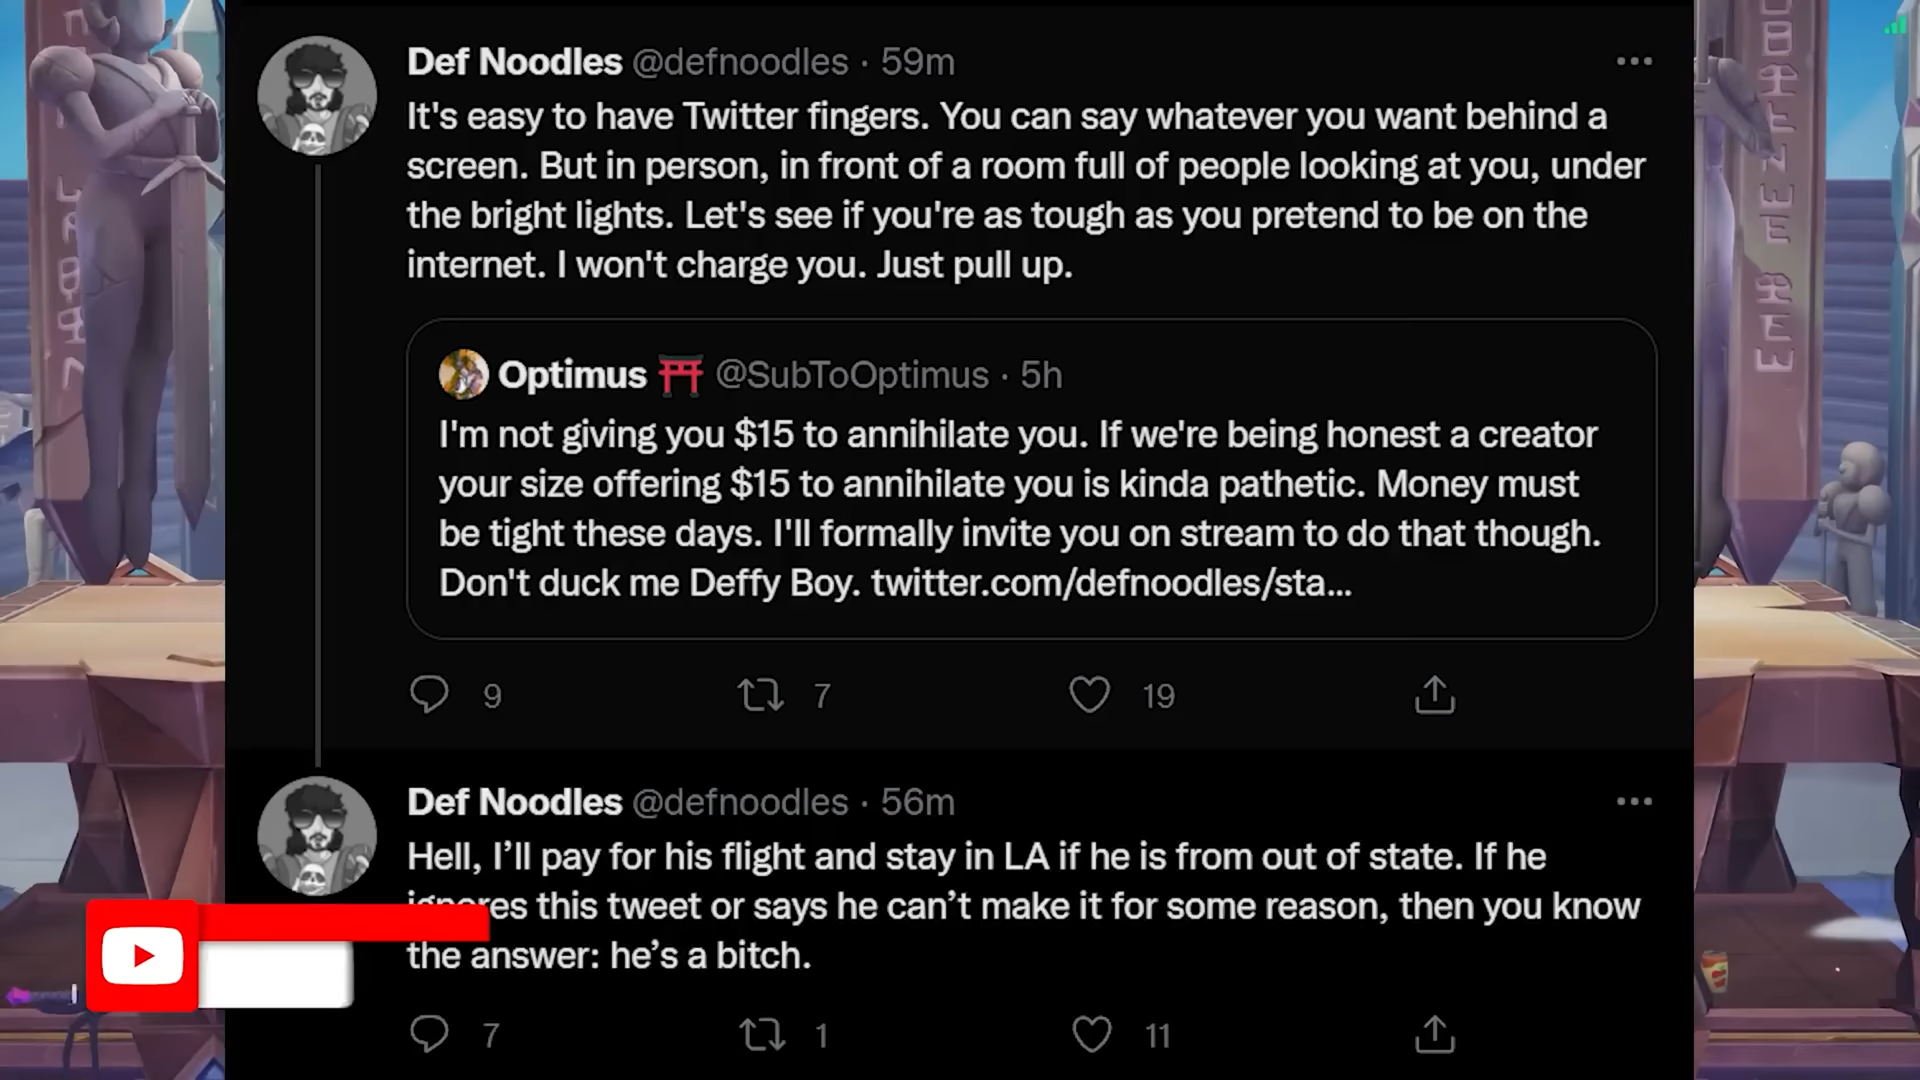 Def Noodles @defnoodles · 59m
It's easy to have Twitter fingers. You can say whatever you want behind a
screen. But in person, in front of a room full of people looking at you, under
the bright lights. Let's see if you're as tough as you pretend to be on the
internet. I won't charge you. Just pull up.
Optimus ⛩️ @SubToOptimus · 5h
I'm not giving you $15 to annihilate you. If we're being honest a creator
your size offering $15 to annihilate you is kinda pathetic. Money must
be tight these days. I'll formally invite you on stream to do that though.
Don't duck me Deffy Boy. twitter.com/defnoodles/sta...
9 7 19
Def Noodles @defnoodles · 56m
Hell, I’ll pay for his flight and stay in LA if he is from out of state. If he
ignores this tweet or says he can’t make it for some reason, then you know
the answer: he’s a bitch.
7 1 11